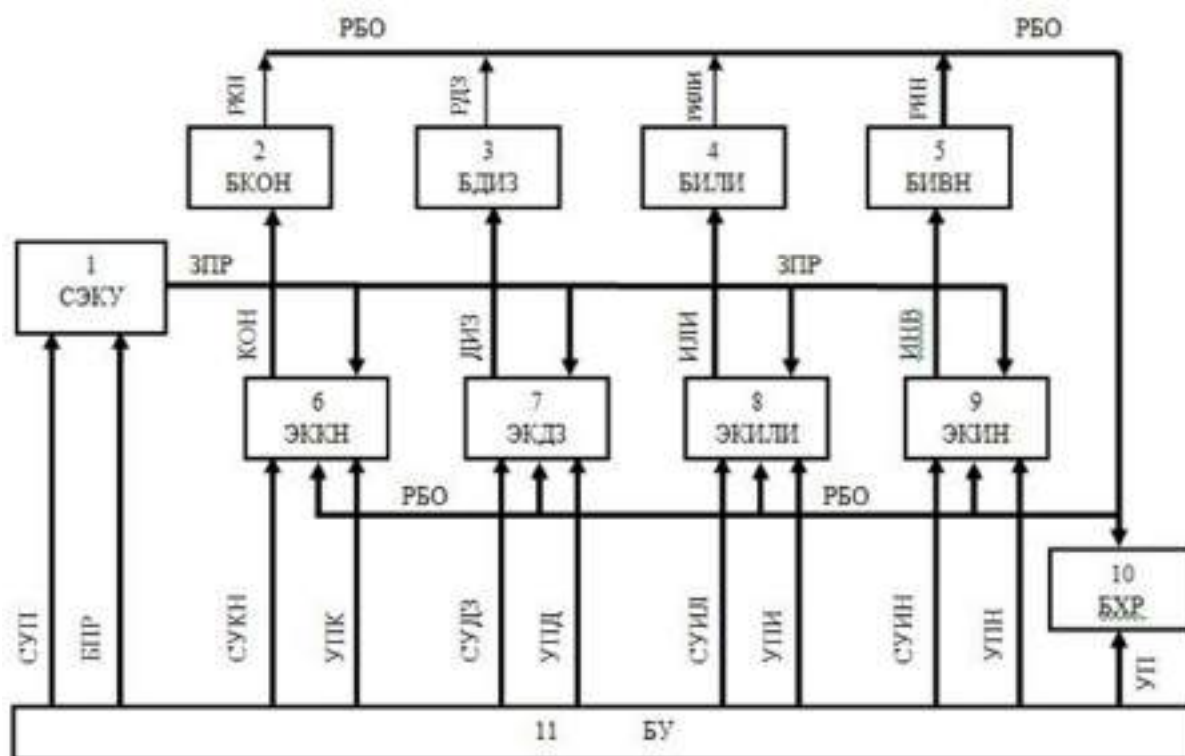 РБО РБО
РКН РДЗ РИЛИ РИН
2 3 4 5
БКОН БДИЗ БИЛИ БИВН
1 ЗПР ЗПР
СЭКУ
КОН ДИЗ ИЛИ ИНВ
6 7 8 9
ЭККН ЭКДЗ ЭКИЛИ ЭКИН
РБО РБО
10
БХР
СУП БПР СУКН УПК СУДЗ УПД СУИЛ УПИ СУИН УПН УП
11 БУ